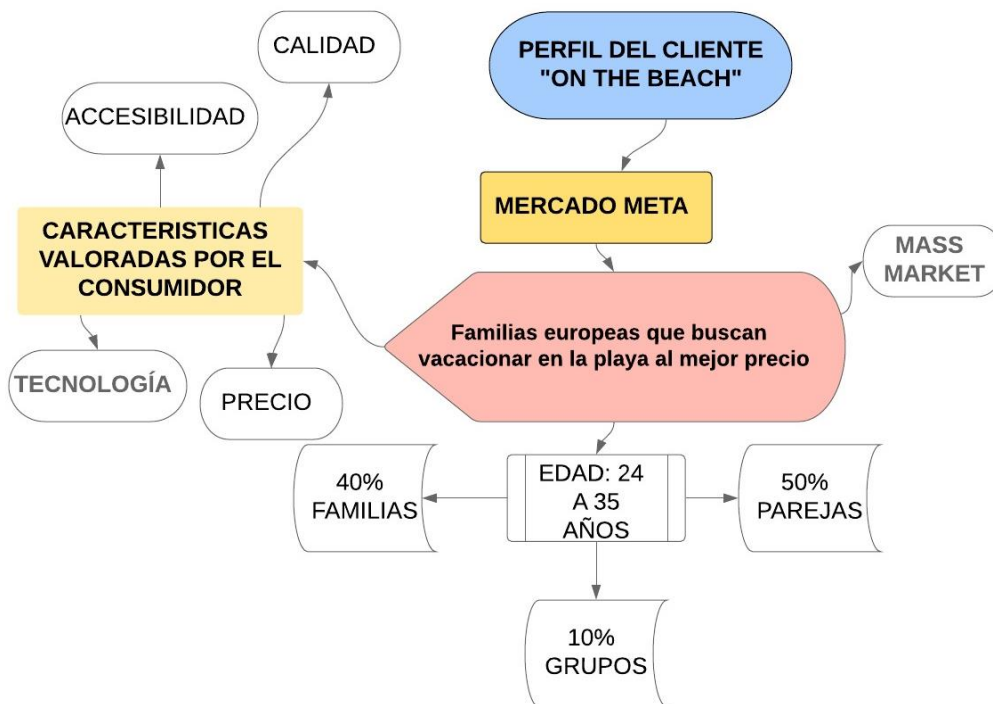 PERFIL DEL CLIENTE
"ON THE BEACH"
MERCADO META
Familias europeas que buscan
vacacionar en la playa al mejor precio
MASS
MARKET
CARACTERISTICAS
VALORADAS POR EL
CONSUMIDOR
CALIDAD
ACCESIBILIDAD
TECNOLOGÍA
PRECIO
EDAD: 24
A 35
AÑOS
40%
FAMILIAS
50%
PAREJAS
10%
GRUPOS